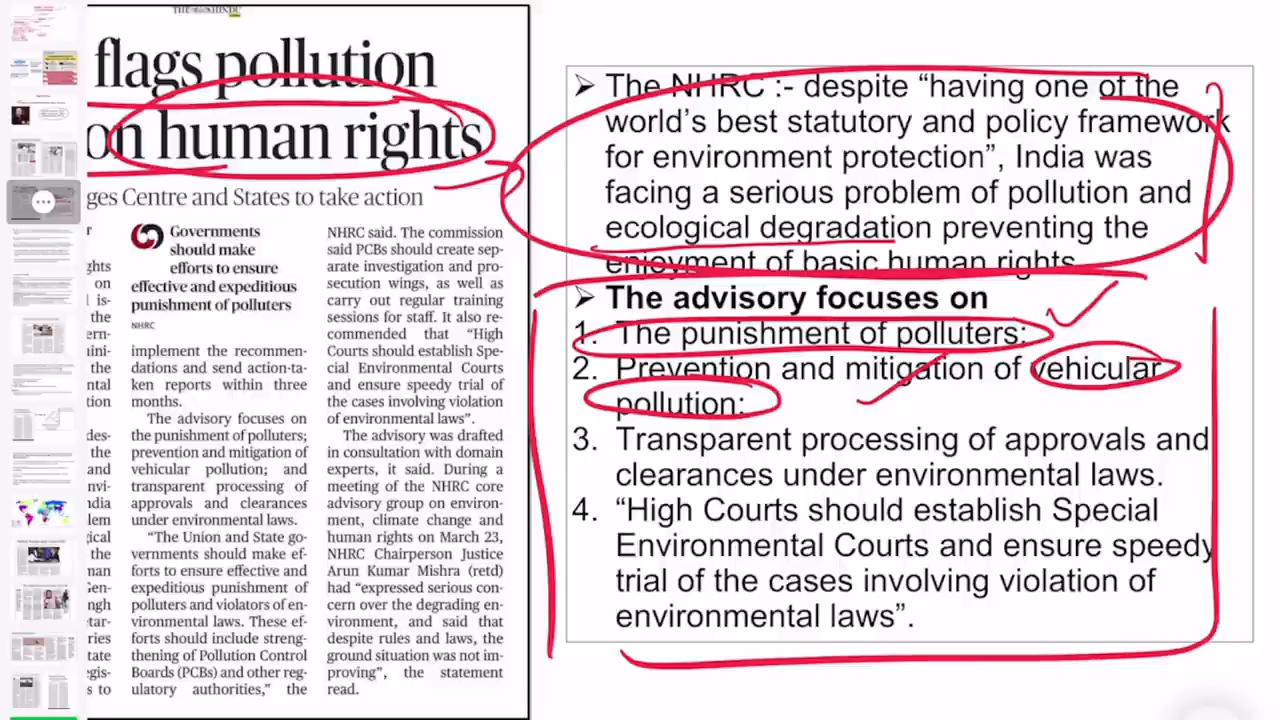 THE HINDU
flags pollution
on human rights
ges Centre and States to take action
Governments
should make
efforts to ensure
effective and expeditious
punishment of polluters
NHRC
implement the recommen-
dations and send action-ta-
ken reports within three
months.
The advisory focuses on
the punishment of polluters;
prevention and mitigation of
vehicular pollution; and
transparent processing of
approvals and clearances
under environmental laws.
"The Union and State go-
vernments should make ef-
forts to ensure effective and
expeditious punishment of
polluters and violators of en-
vironmental laws. These ef-
forts should include streng-
thening of Pollution Control
Boards (PCBs) and other reg-
ulatory authorities," the
NHRC said. The commission
said PCBs should create sep-
arate investigation and pro-
secution wings, as well as
carry out regular training
sessions for staff. It also re-
commended that "High
Courts should establish Spe-
cial Environmental Courts
and ensure speedy trial of
the cases involving violation
of environmental laws".
The advisory was drafted
in consultation with domain
experts, it said. During a
meeting of the NHRC core
advisory group on environ-
ment, climate change and
human rights on March 23,
NHRC Chairperson Justice
Arun Kumar Mishra (retd)
had "expressed serious con-
cern over the degrading en-
vironment, and said that
despite rules and laws, the
ground situation was not im-
proving", the statement
read.
➢ The NHRC :- despite “having one of the
world’s best statutory and policy framework
for environment protection”, India was
facing a serious problem of pollution and
ecological degradation preventing the
enjoyment of basic human rights
➢ The advisory focuses on
1. The punishment of polluters;
2. Prevention and mitigation of vehicular
pollution;
3. Transparent processing of approvals and
clearances under environmental laws.
4. “High Courts should establish Special
Environmental Courts and ensure speedy
trial of the cases involving violation of
environmental laws”.